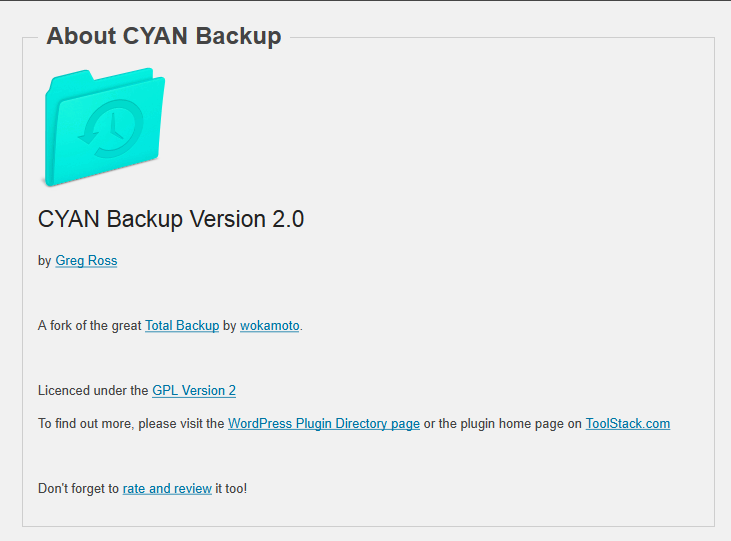 About CYAN Backup
CYAN Backup Version 2.0
by Greg Ross
A fork of the great Total Backup by wokamoto.
Licenced under the GPL Version 2
To find out more, please visit the WordPress Plugin Directory page or the plugin home page on ToolStack.com
Don't forget to rate and review it too!